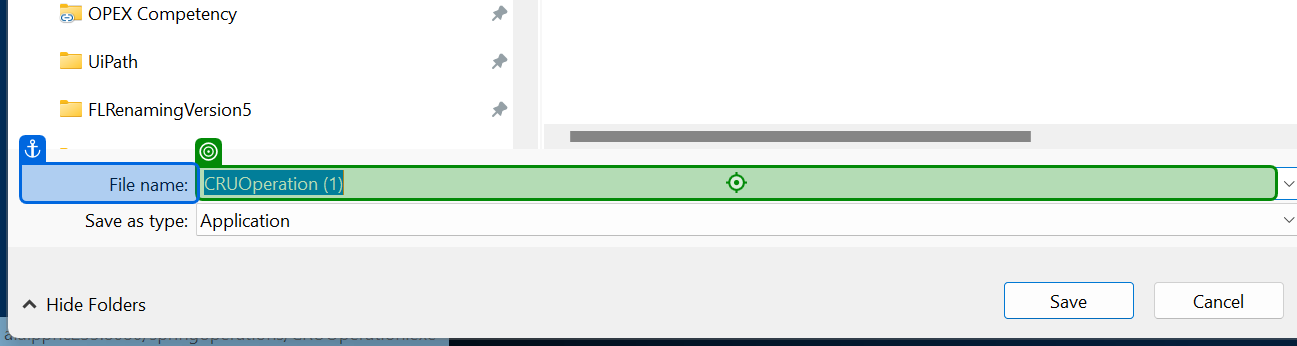 OPEX Competency
UiPath
FLRenamingVersion5
File name: CRUOperation (1)
Save as type: Application
Hide Folders
Save
Cancel